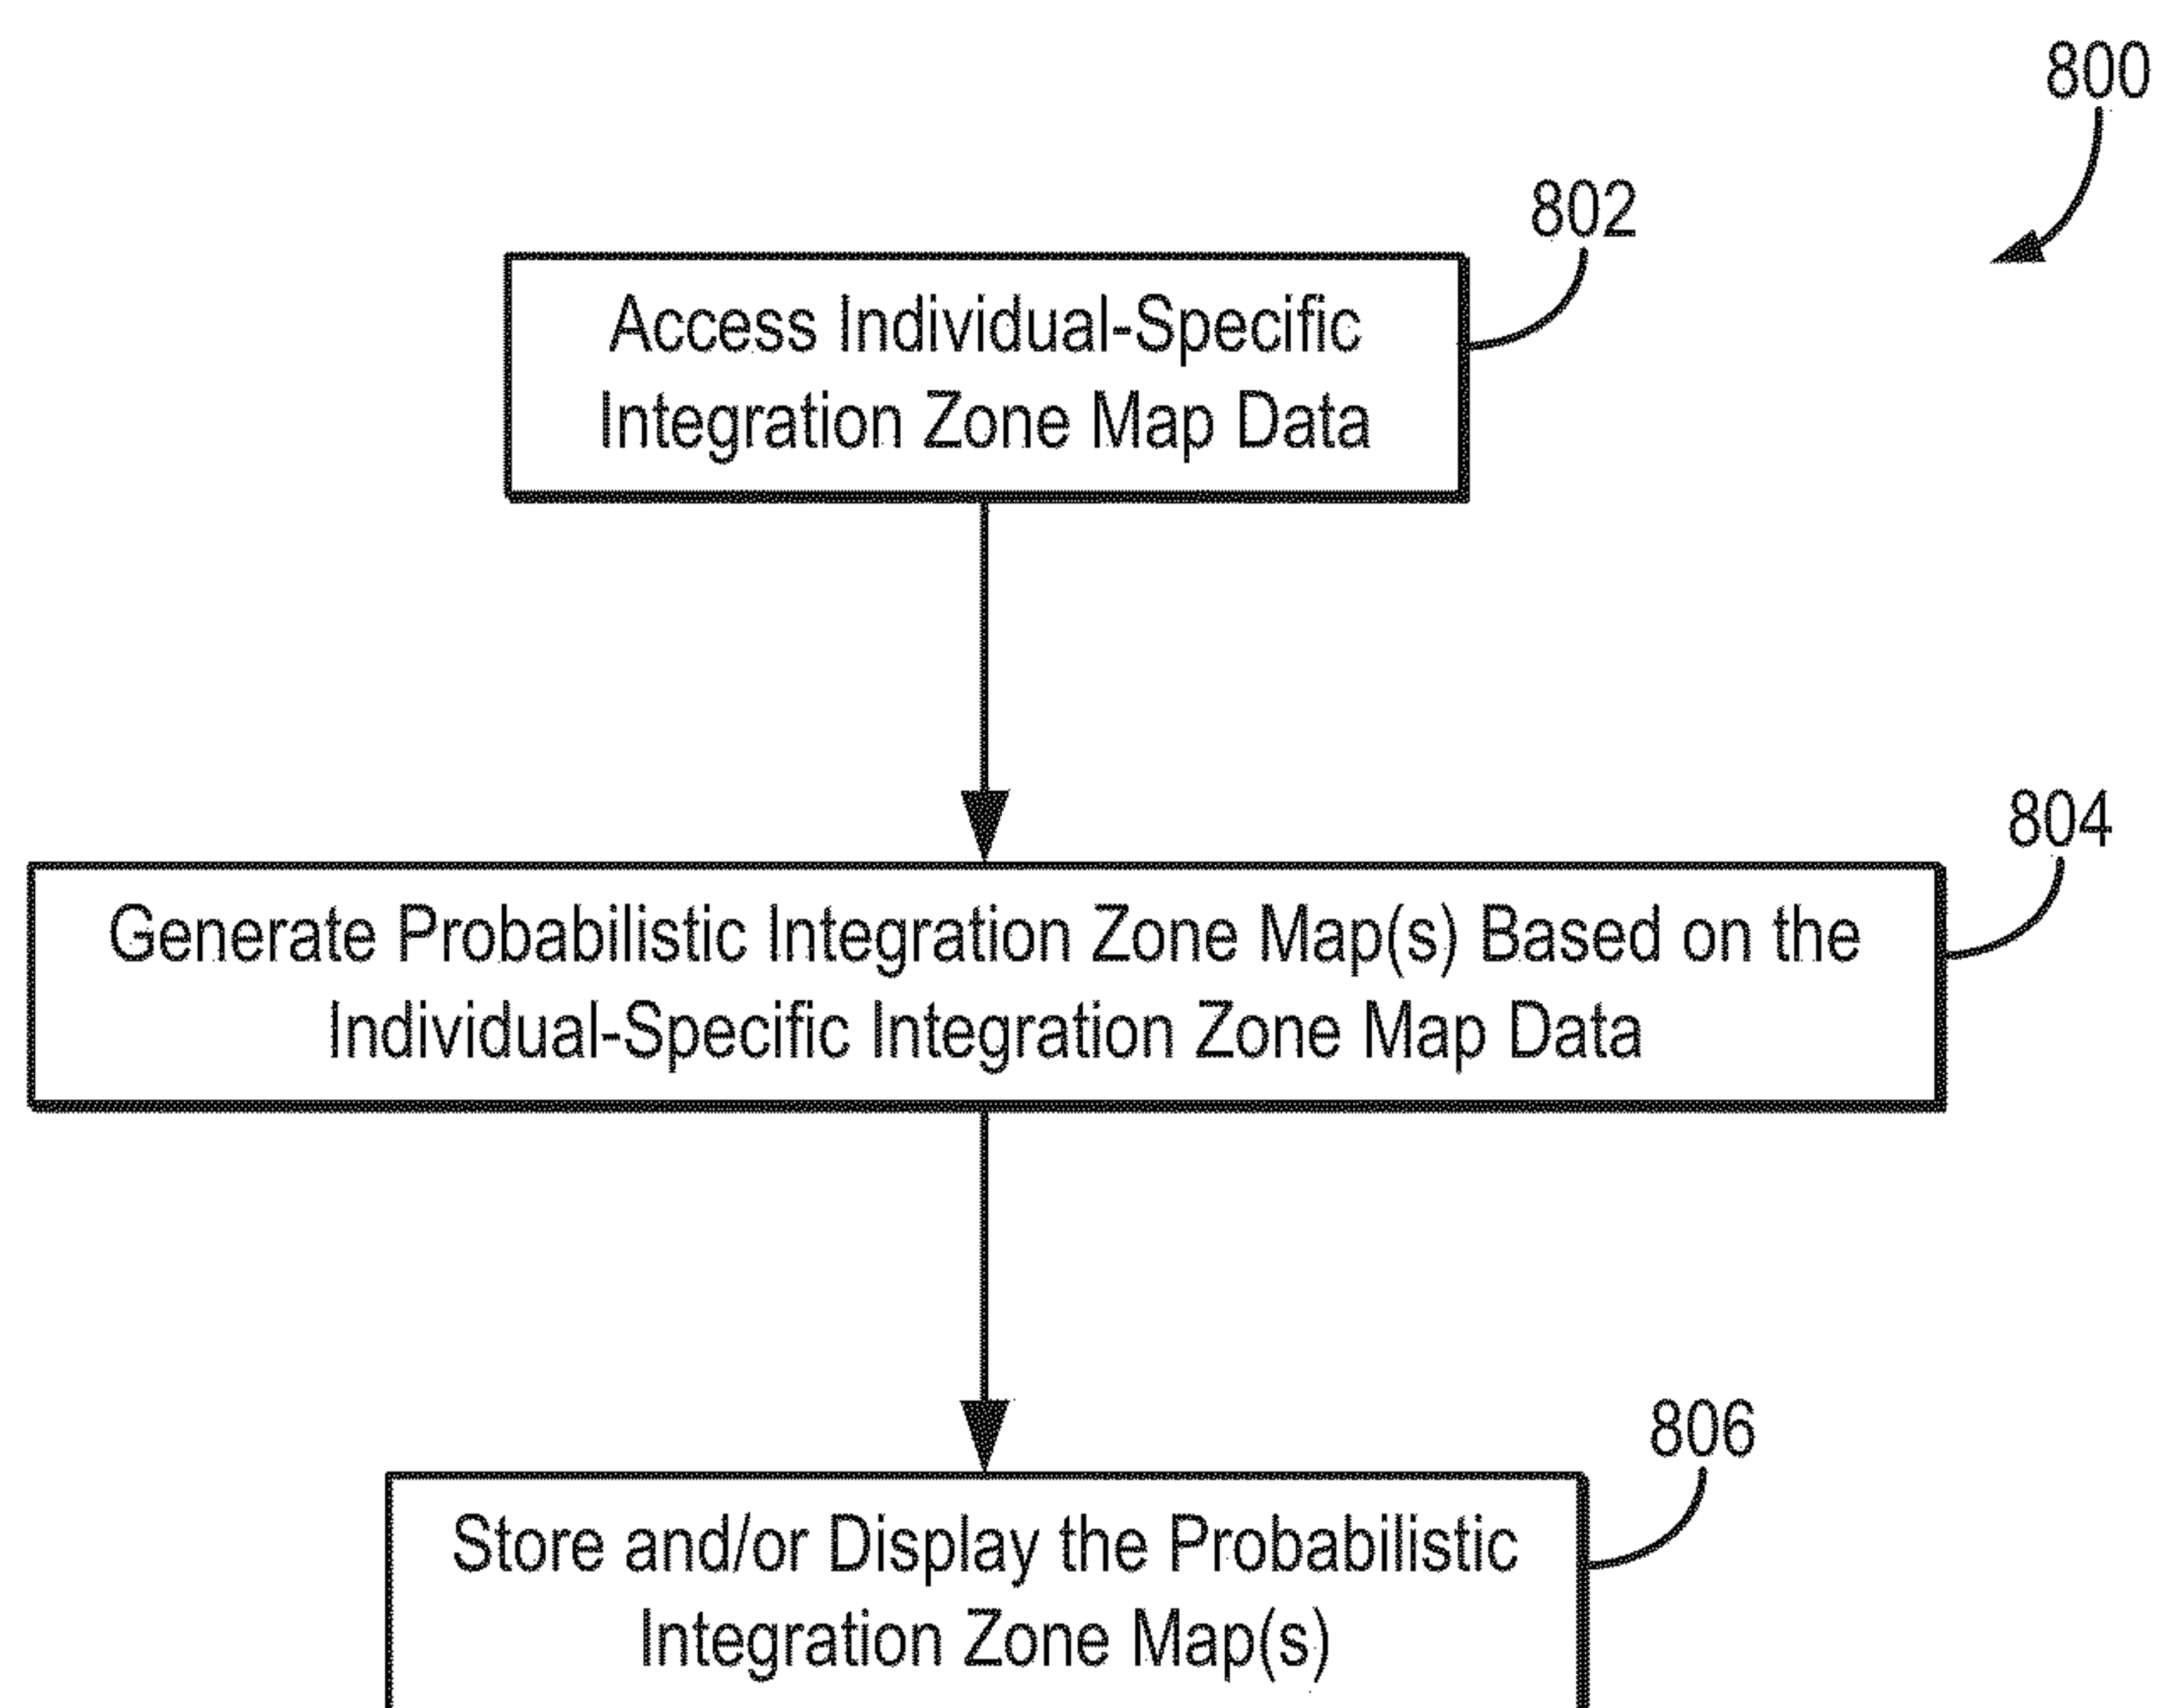 800
802
Access Individual-Specific
Integration Zone Map Data
804
Generate Probabilistic Integration Zone Map(s) Based on the
Individual-Specific Integration Zone Map Data
806
Store and/or Display the Probabilistic
Integration Zone Map(s)